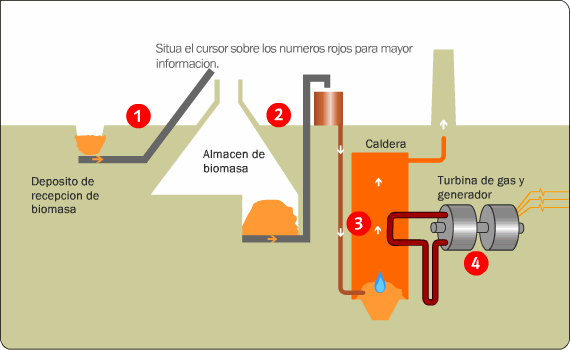 Situa el cursor sobre los numeros rojos para mayor
informacion.
1
2
Almacen de
biomasa
Deposito de
recepcion de
biomasa
Caldera
Turbina de gas y
generador
3
4